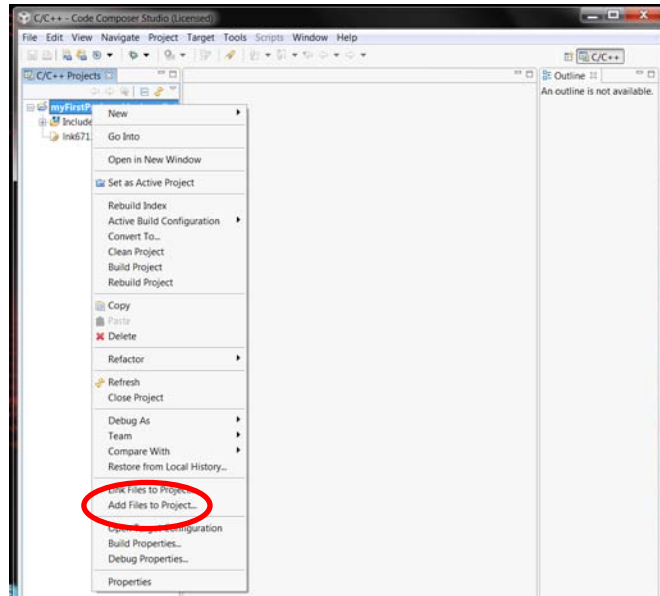 C/C++ - Code Composer Studio (Licensed)
File Edit View Navigate Project Target Tools Scripts Window Help
C/C++
C/C++ Projects
Outline
An outline is not available.
Include
lnk671
New
Go Into
Open in New Window
Set as Active Project
Rebuild Index
Active Build Configuration
Convert To...
Clean Project
Build Project
Rebuild Project
Copy
Paste
Delete
Refactor
Refresh
Close Project
Debug As
Team
Compare With
Restore from Local History...
Link Files to Project...
Add Files to Project...
Open Target Configuration
Build Properties...
Debug Properties...
Properties